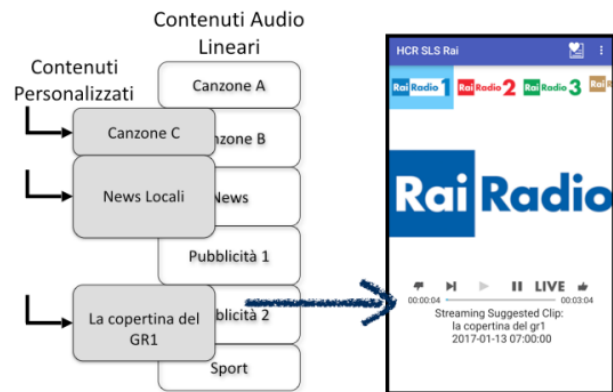 Contenuti Audio
Lineari
Contenuti
Personalizzati
Canzone A
Canzone C
nzone B
News Locali
News
Pubblicità 1
La copertina del
GR1
blicità 2
Sport
HCR SLS Rai
Rai Radio 1
Rai Radio 2
Rai Radio 3
Rai R
Rai Radio
LIVE
00:00:04
00:03:04
Streaming Suggested Clip:
la copertina del gr1
2017-01-13 07:00:00